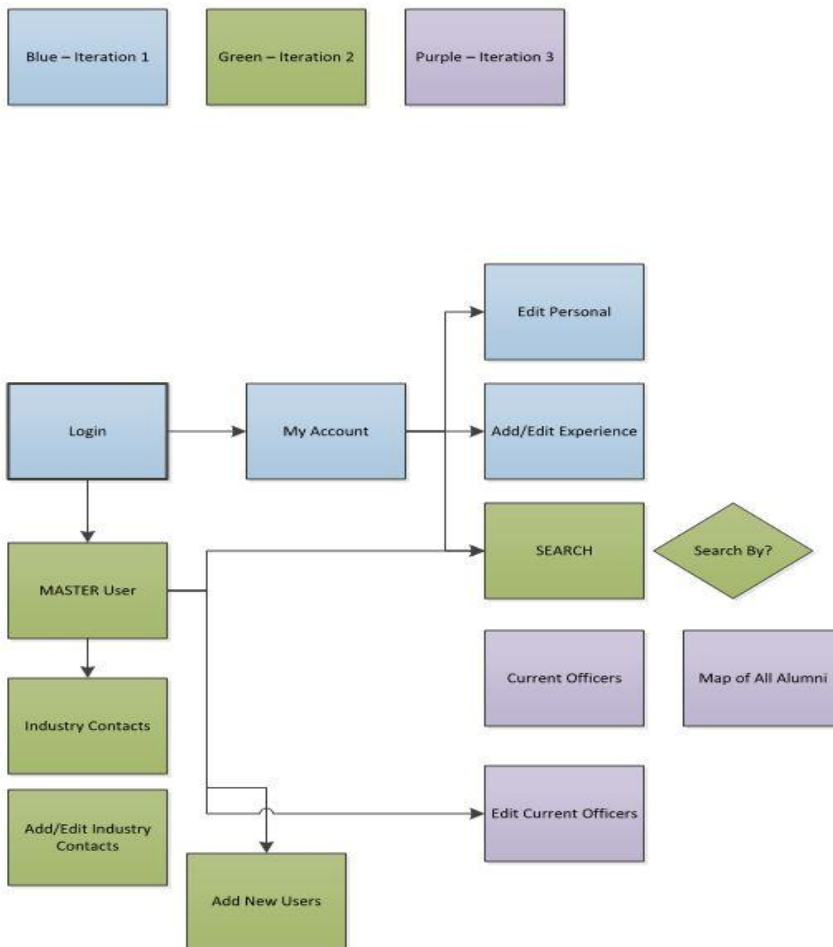 Blue – Iteration 1
Green – Iteration 2
Purple – Iteration 3
Edit Personal
Login
My Account
Add/Edit Experience
SEARCH
Search By?
MASTER User
Current Officers
Map of All Alumni
Industry Contacts
Edit Current Officers
Add/Edit Industry
Contacts
Add New Users